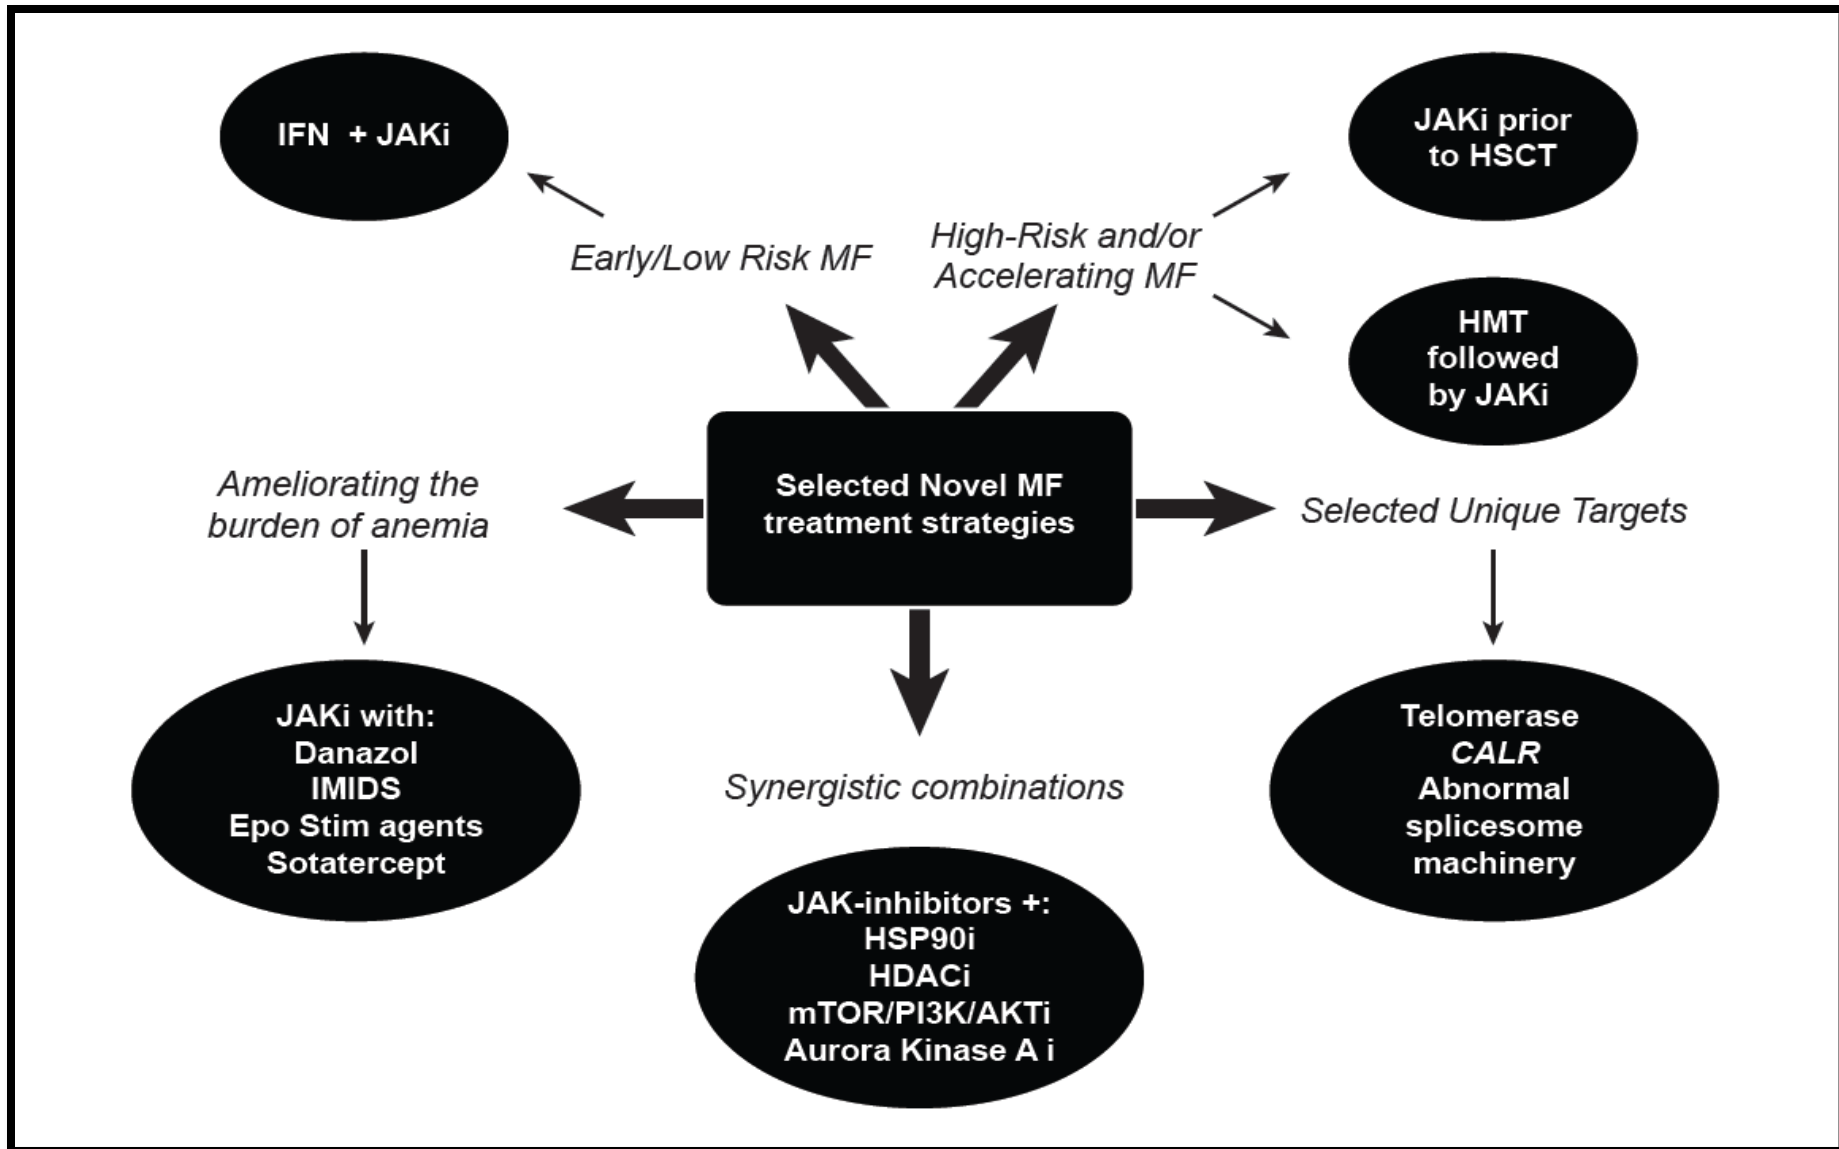 IFN + JAKi
JAKi prior
to HSCT
Early/Low Risk MF
High-Risk and/or
Accelerating MF
HMT
followed
by JAKi
Ameliorating the
burden of anemia
Selected Novel MF
treatment strategies
Selected Unique Targets
JAKi with:
Danazol
IMIDS
Epo Stim agents
Sotatercept
Synergistic combinations
JAK-inhibitors +:
HSP90i
HDACi
mTOR/PI3K/AKTi
Aurora Kinase A i
Telomerase
CALR
Abnormal
splicesome
machinery